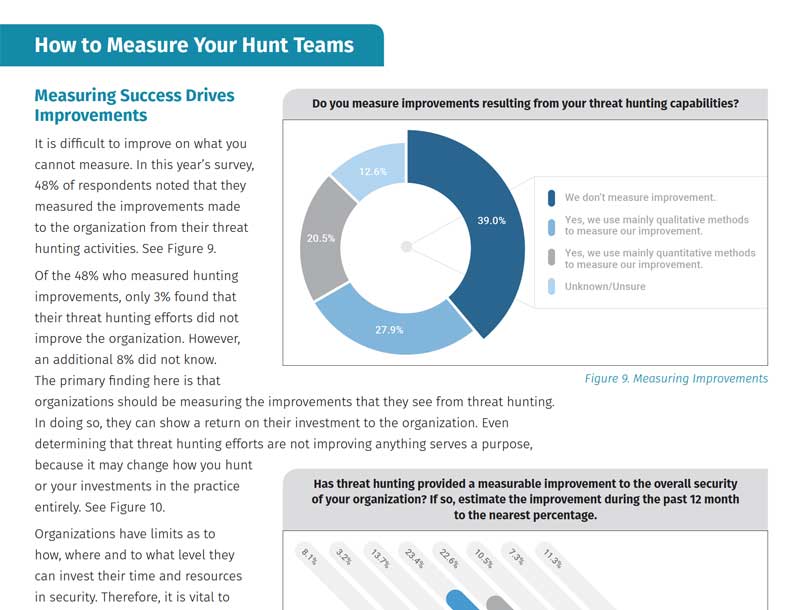 How to Measure Your Hunt Teams
Measuring Success Drives
Improvements
It is difficult to improve on what you
cannot measure. In this year’s survey,
48% of respondents noted that they
measured the improvements made
to the organization from their threat
hunting activities. See Figure 9.
Of the 48% who measured hunting
improvements, only 3% found that
their threat hunting efforts did not
improve the organization. However,
an additional 8% did not know.
The primary finding here is that
organizations should be measuring the improvements that they see from threat hunting.
In doing so, they can show a return on their investment to the organization. Even
determining that threat hunting efforts are not improving anything serves a purpose,
because it may change how you hunt
or your investments in the practice
entirely. See Figure 10.
Organizations have limits as to
how, where and to what level they
can invest their time and resources
in security. Therefore, it is vital to
Do you measure improvements resulting from your threat hunting capabilities?
12.6%
39.0%
20.5%
27.9%
We don’t measure improvement.
Yes, we use mainly qualitative methods
to measure our improvement.
Yes, we use mainly quantitative methods
to measure our improvement.
Unknown/Unsure
Figure 9. Measuring Improvements
Has threat hunting provided a measurable improvement to the overall security
of your organization? If so, estimate the improvement during the past 12 month
to the nearest percentage.
8.1%
3.2%
13.7%
23.4%
22.6%
10.5%
7.3%
11.3%